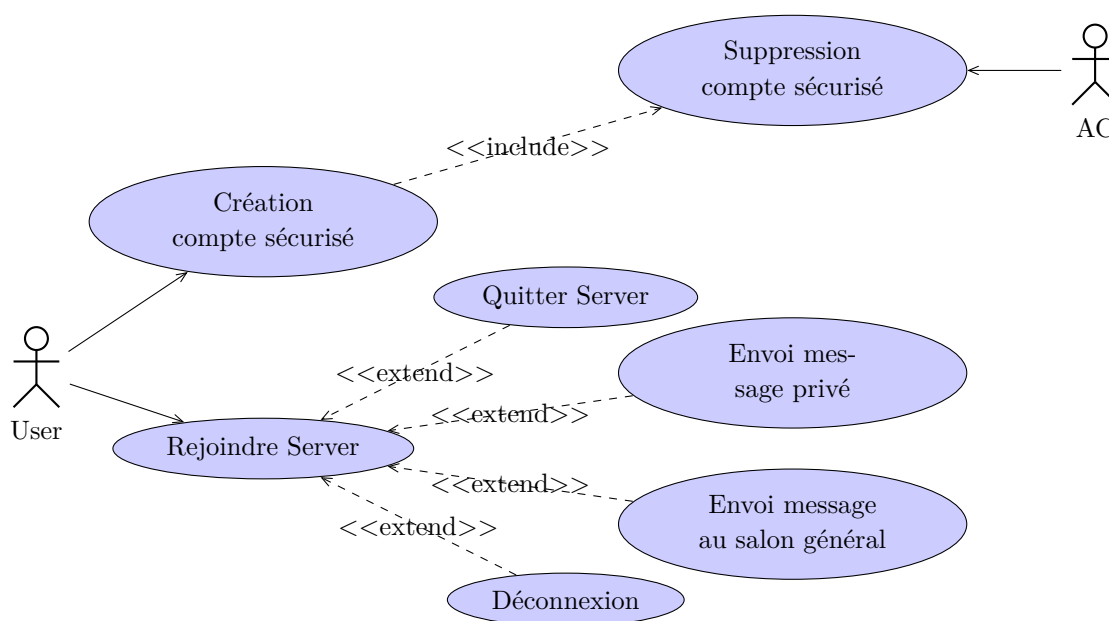 Suppression
compte sécurisé
AC
<<include>>
Création
compte sécurisé
Quitter Server
<<extend>>
Envoi mes-
sage privé
<<extend>>
User
Rejoindre Server
<<extend>>
Envoi message
au salon général
<<extend>>
Déconnexion